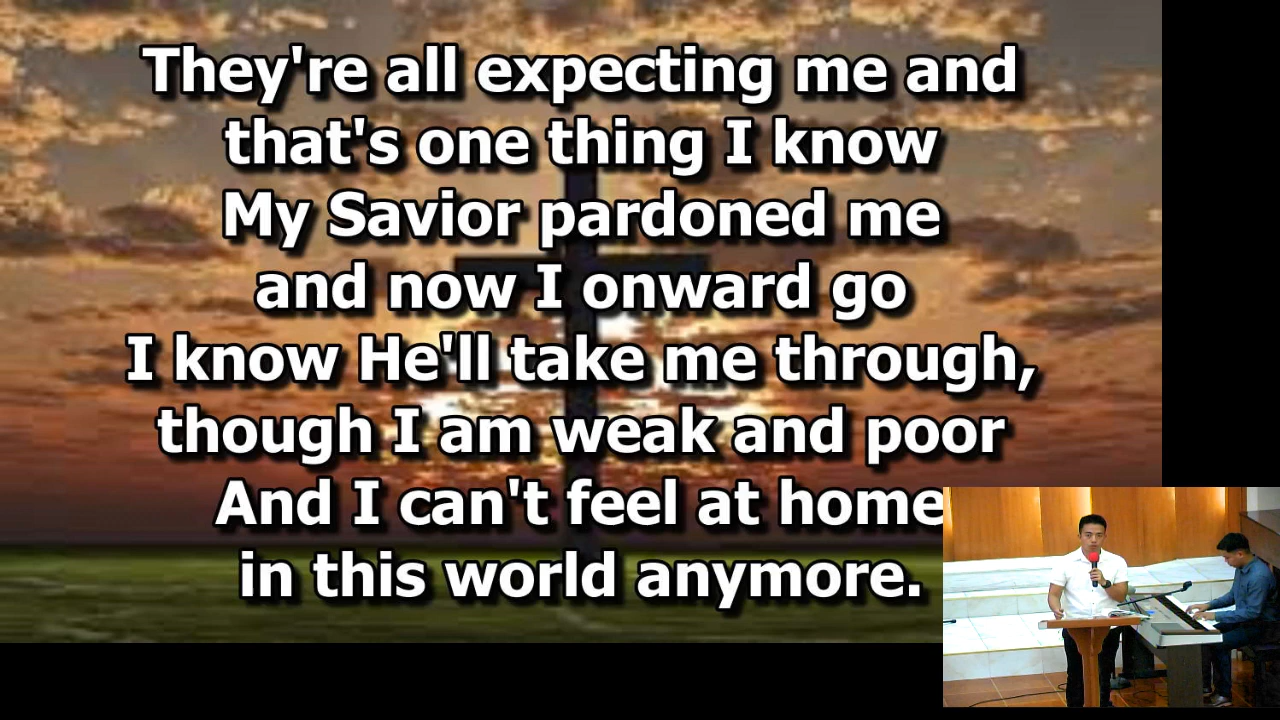 They're all expecting me and
that's one thing I know
My Savior pardoned me
and now I onward go
I know He'll take me through,
though I am weak and poor
And I can't feel at home
in this world anymore.